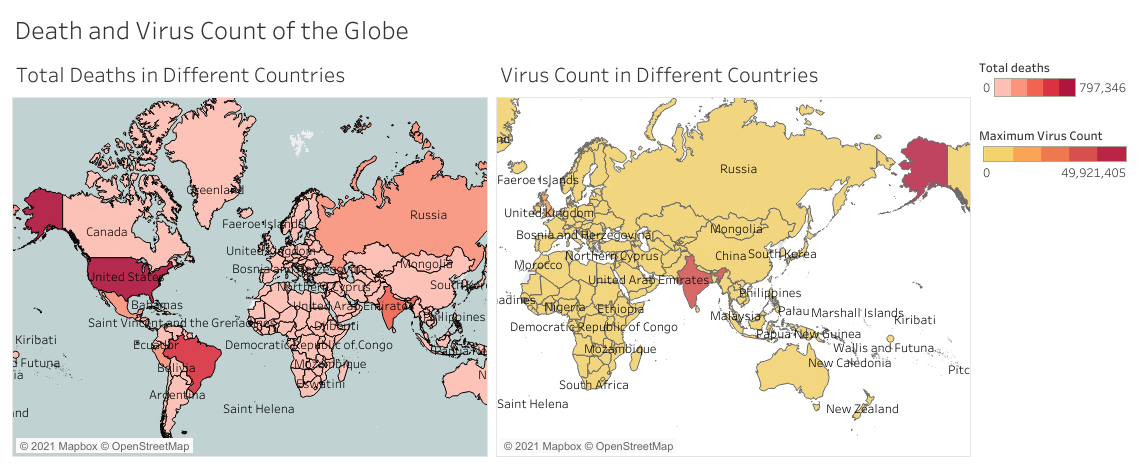 Death and Virus Count of the Globe
Total Deaths in Different Countries
Greenland
Canada
Faeroe Islands
Russia
United Kingdom
Bosnia and Herzegovina
Mongolia
United States
Northern Cyprus
South Korea
Bahamas
United Arab Emirates
Saint Vincent and the Grenadines
Djibouti
Philippines
Kiribati
Ecuador
Democratic Republic of Congo
Futuna
Bolivia
Mozambique
Eswatini
Argentina
Saint Helena
© 2021 Mapbox © OpenStreetMap
Virus Count in Different Countries
Faeroe Islands
Russia
United Kingdom
Mongolia
Bosnia and Herzegovina
China
South Korea
Northern Cyprus
Morocco
United Arab Emirates
Philippines
Nigeria
Ethiopia
Palau
Marshall Islands
Malaysia
Kiribati
Democratic Republic of Congo
Papua New Guinea
Mozambique
Wallis and Futuna
New Caledonia
South Africa
Saint Helena
New Zealand
© 2021 Mapbox © OpenStreetMap
Total deaths
0 797,346
Maximum Virus Count
0 49,921,405